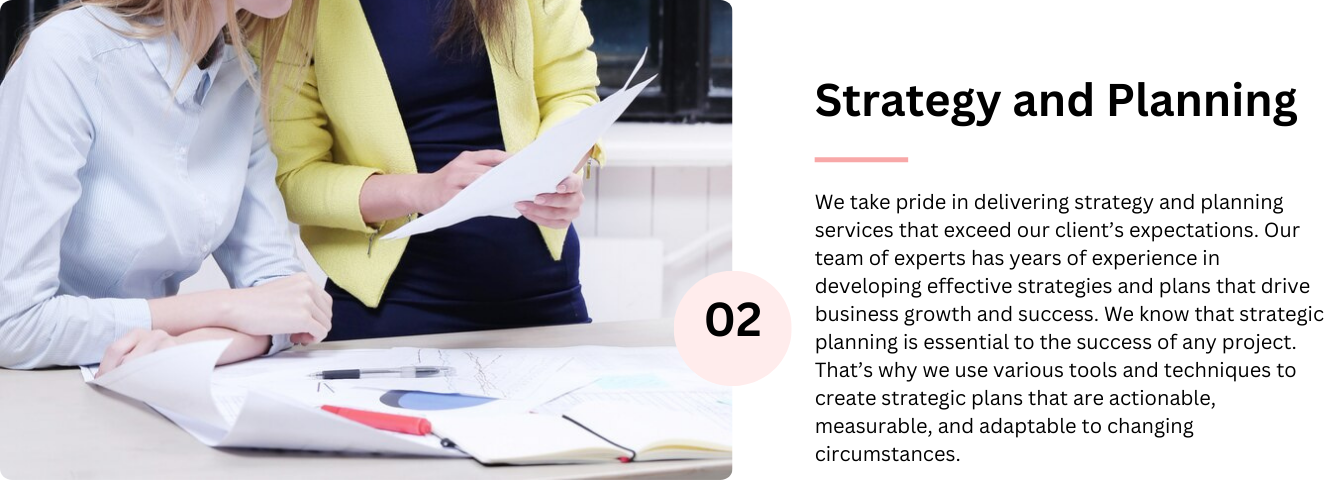 Strategy and Planning
02
We take pride in delivering strategy and planning
services that exceed our client’s expectations. Our
team of experts has years of experience in
developing effective strategies and plans that drive
business growth and success. We know that strategic
planning is essential to the success of any project.
That’s why we use various tools and techniques to
create strategic plans that are actionable,
measurable, and adaptable to changing
circumstances.